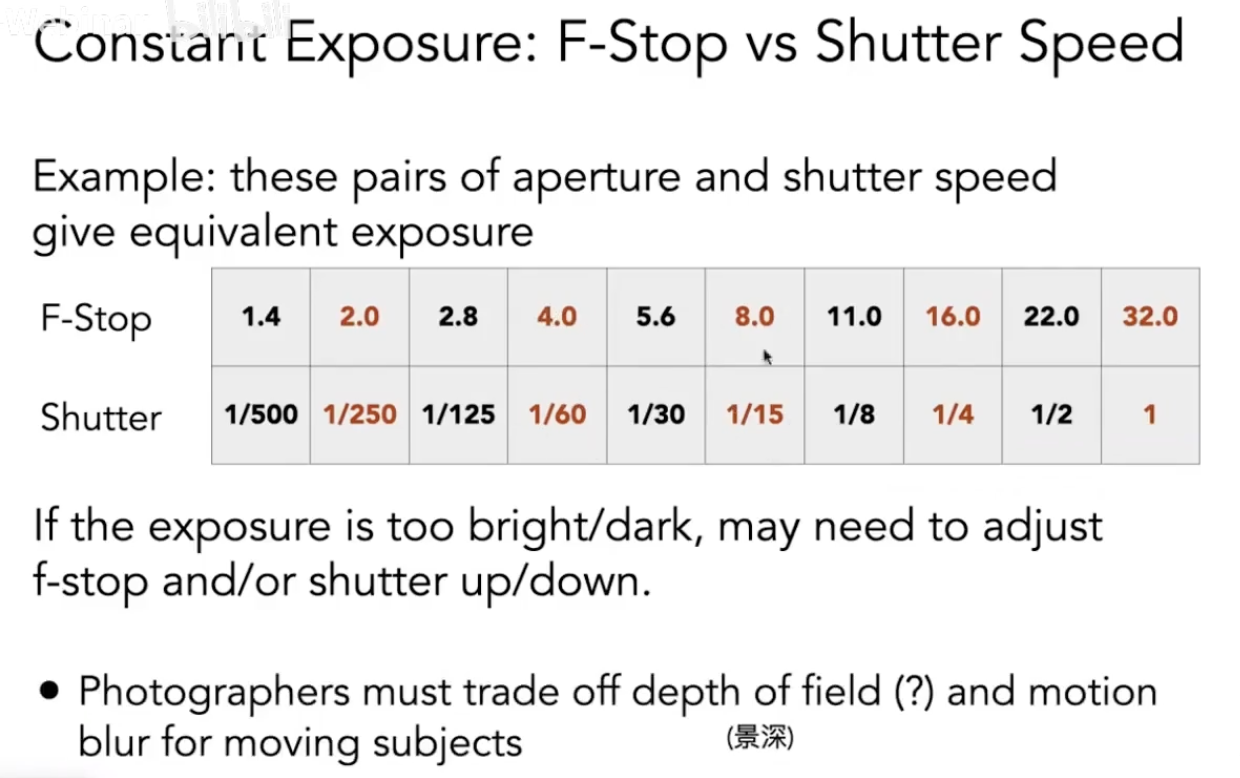 Webinar bilibili
Constant Exposure: F-Stop vs Shutter Speed
Example: these pairs of aperture and shutter speed
give equivalent exposure
F-Stop 1.4 2.0 2.8 4.0 5.6 8.0 11.0 16.0 22.0 32.0
Shutter 1/500 1/250 1/125 1/60 1/30 1/15 1/8 1/4 1/2 1
If the exposure is too bright/dark, may need to adjust
f-stop and/or shutter up/down.
● Photographers must trade off depth of field (?) and motion
blur for moving subjects (景深)